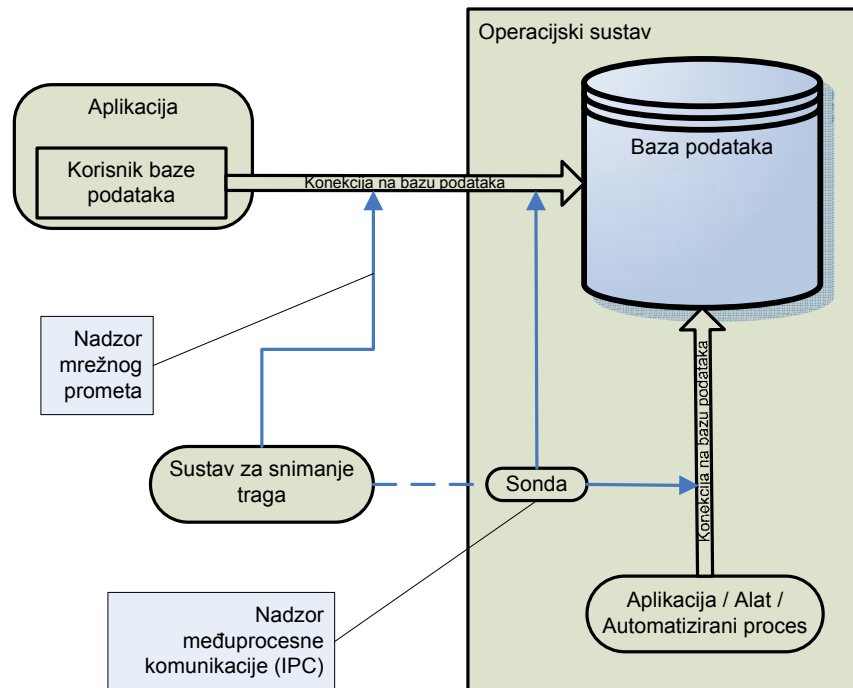 Operacijski sustav
Aplikacija
Korisnik baze
podataka
Konekcija na bazu podataka
Baza podataka
Nadzor
mrežnog
prometa
Konekcija na bazu podataka
Sustav za snimanje
traga
Sonda
Nadzor
međuprocesne
komunikacije (IPC)
Aplikacija / Alat /
Automatizirani proces